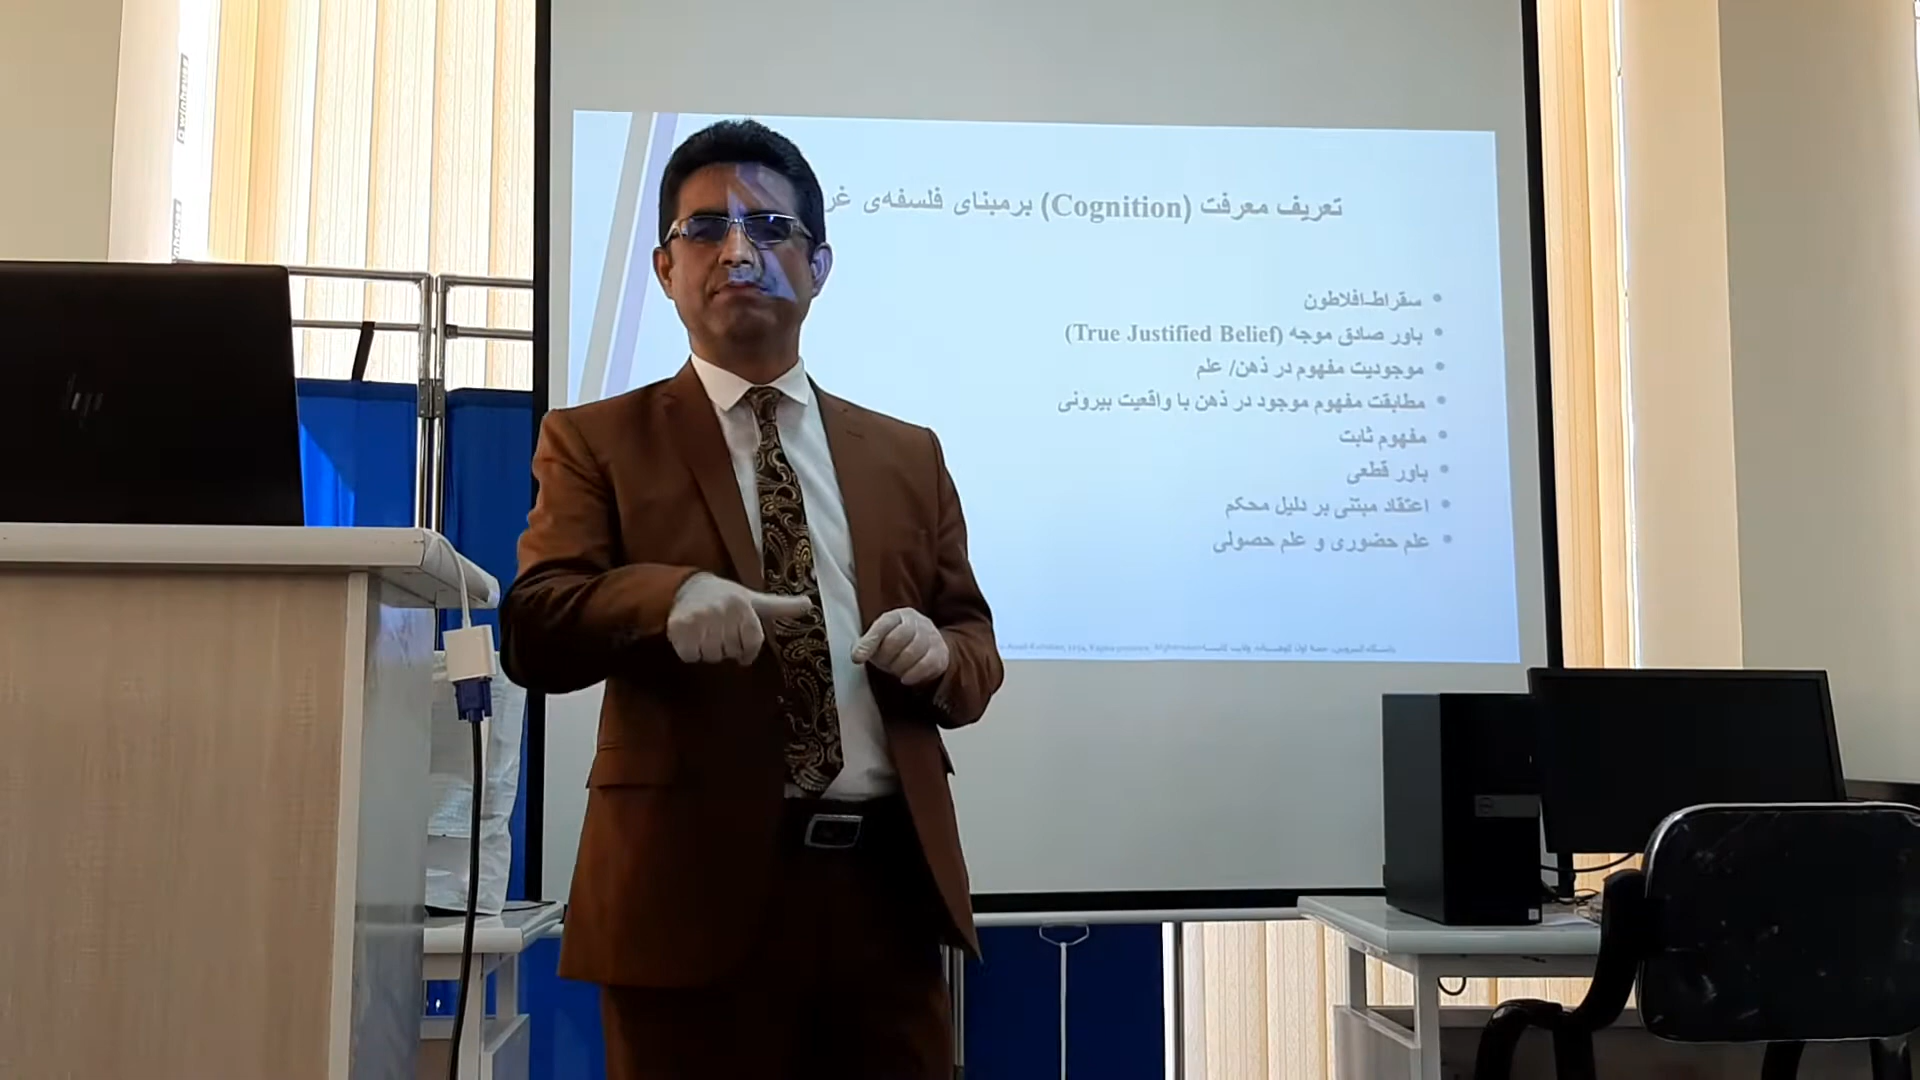 تعریف معرفت (Cognition) برمبنای فلسفه‌ی غر
سقراط-افلاطون
باور صادق موجه (True Justified Belief)
موجودیت مفهوم در ذهن/ علم
مطابقت مفهوم موجود در ذهن با واقعیت بیرونی
مفهوم ثابت
باور قطعی
اعتقاد مبتنی بر دلیل محکم
علم حضوری و علم حصولی
hp